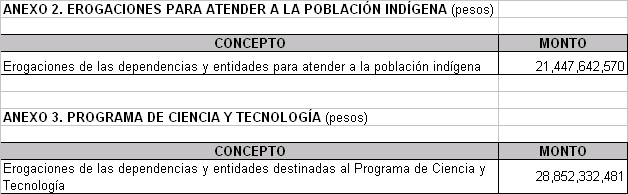 ANEXO 2. EROGACIONES PARA ATENDER A LA POBLACIÓN INDÍGENA (pesos)
CONCEPTO MONTO
Erogaciones de las dependencias y entidades para atender a la población indígena 21,447,642,570
ANEXO 3. PROGRAMA DE CIENCIA Y TECNOLOGÍA (pesos)
CONCEPTO MONTO
Erogaciones de las dependencias y entidades destinadas al Programa de Ciencia y
Tecnología 28,852,332,481